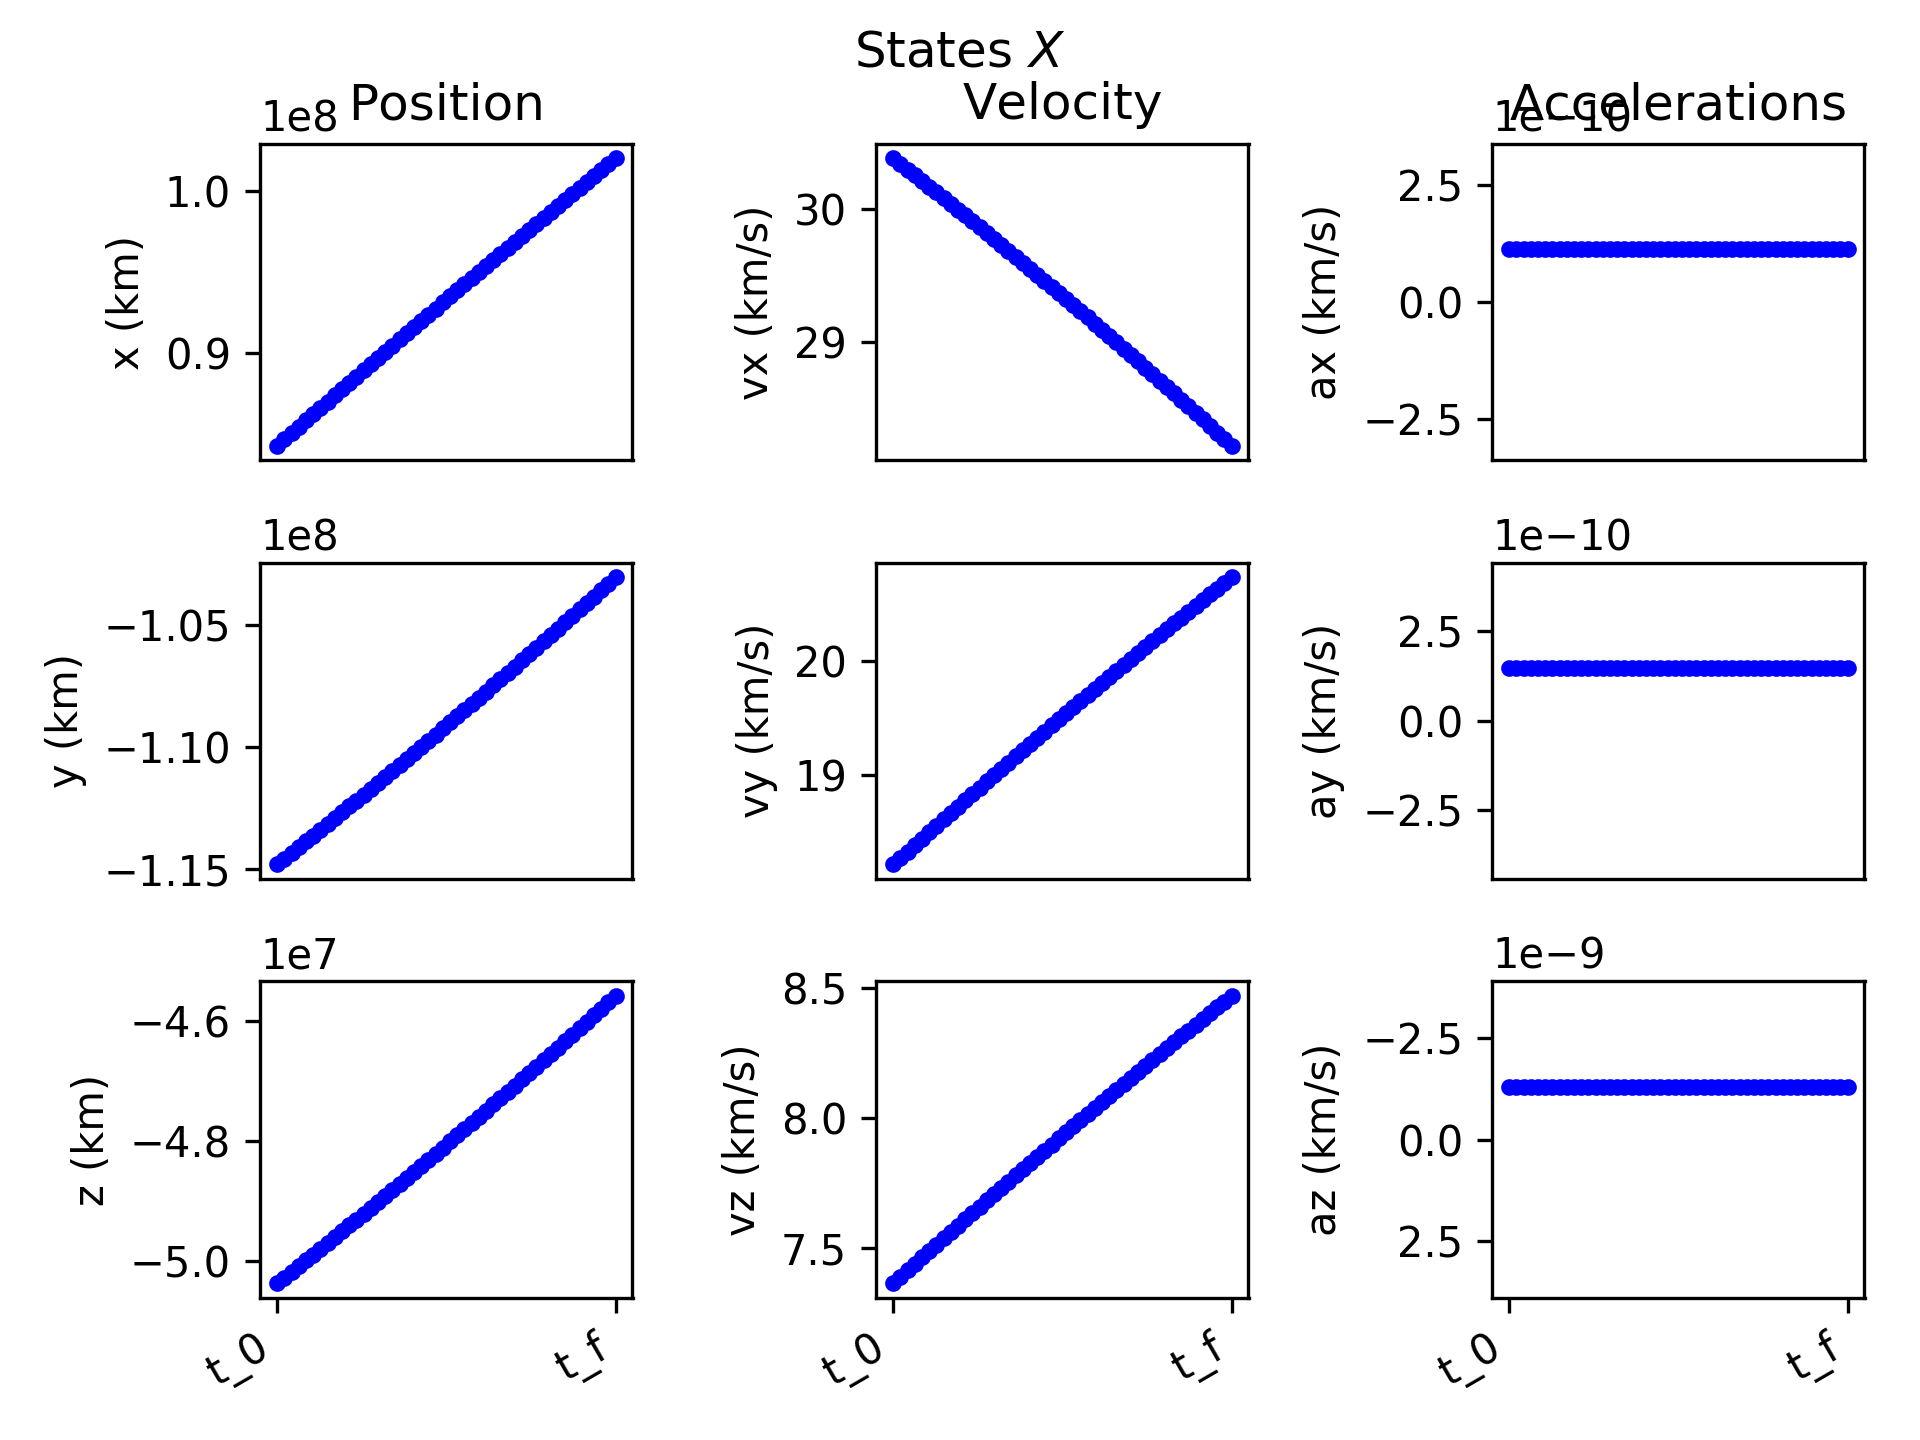 States X
Position
Velocity
Accelerations
1e8
1e−10
1.0
0.9
x (km)
30
29
vx (km/s)
2.5
0.0
−2.5
ax (km/s)
1e8
1e−10
−1.05
−1.10
−1.15
y (km)
20
19
vy (km/s)
2.5
0.0
−2.5
ay (km/s)
1e7
1e−9
−4.6
−4.8
−5.0
z (km)
8.5
8.0
7.5
vz (km/s)
−2.5
0.0
2.5
az (km/s)
t_0
t_f
t_0
t_f
t_0
t_f